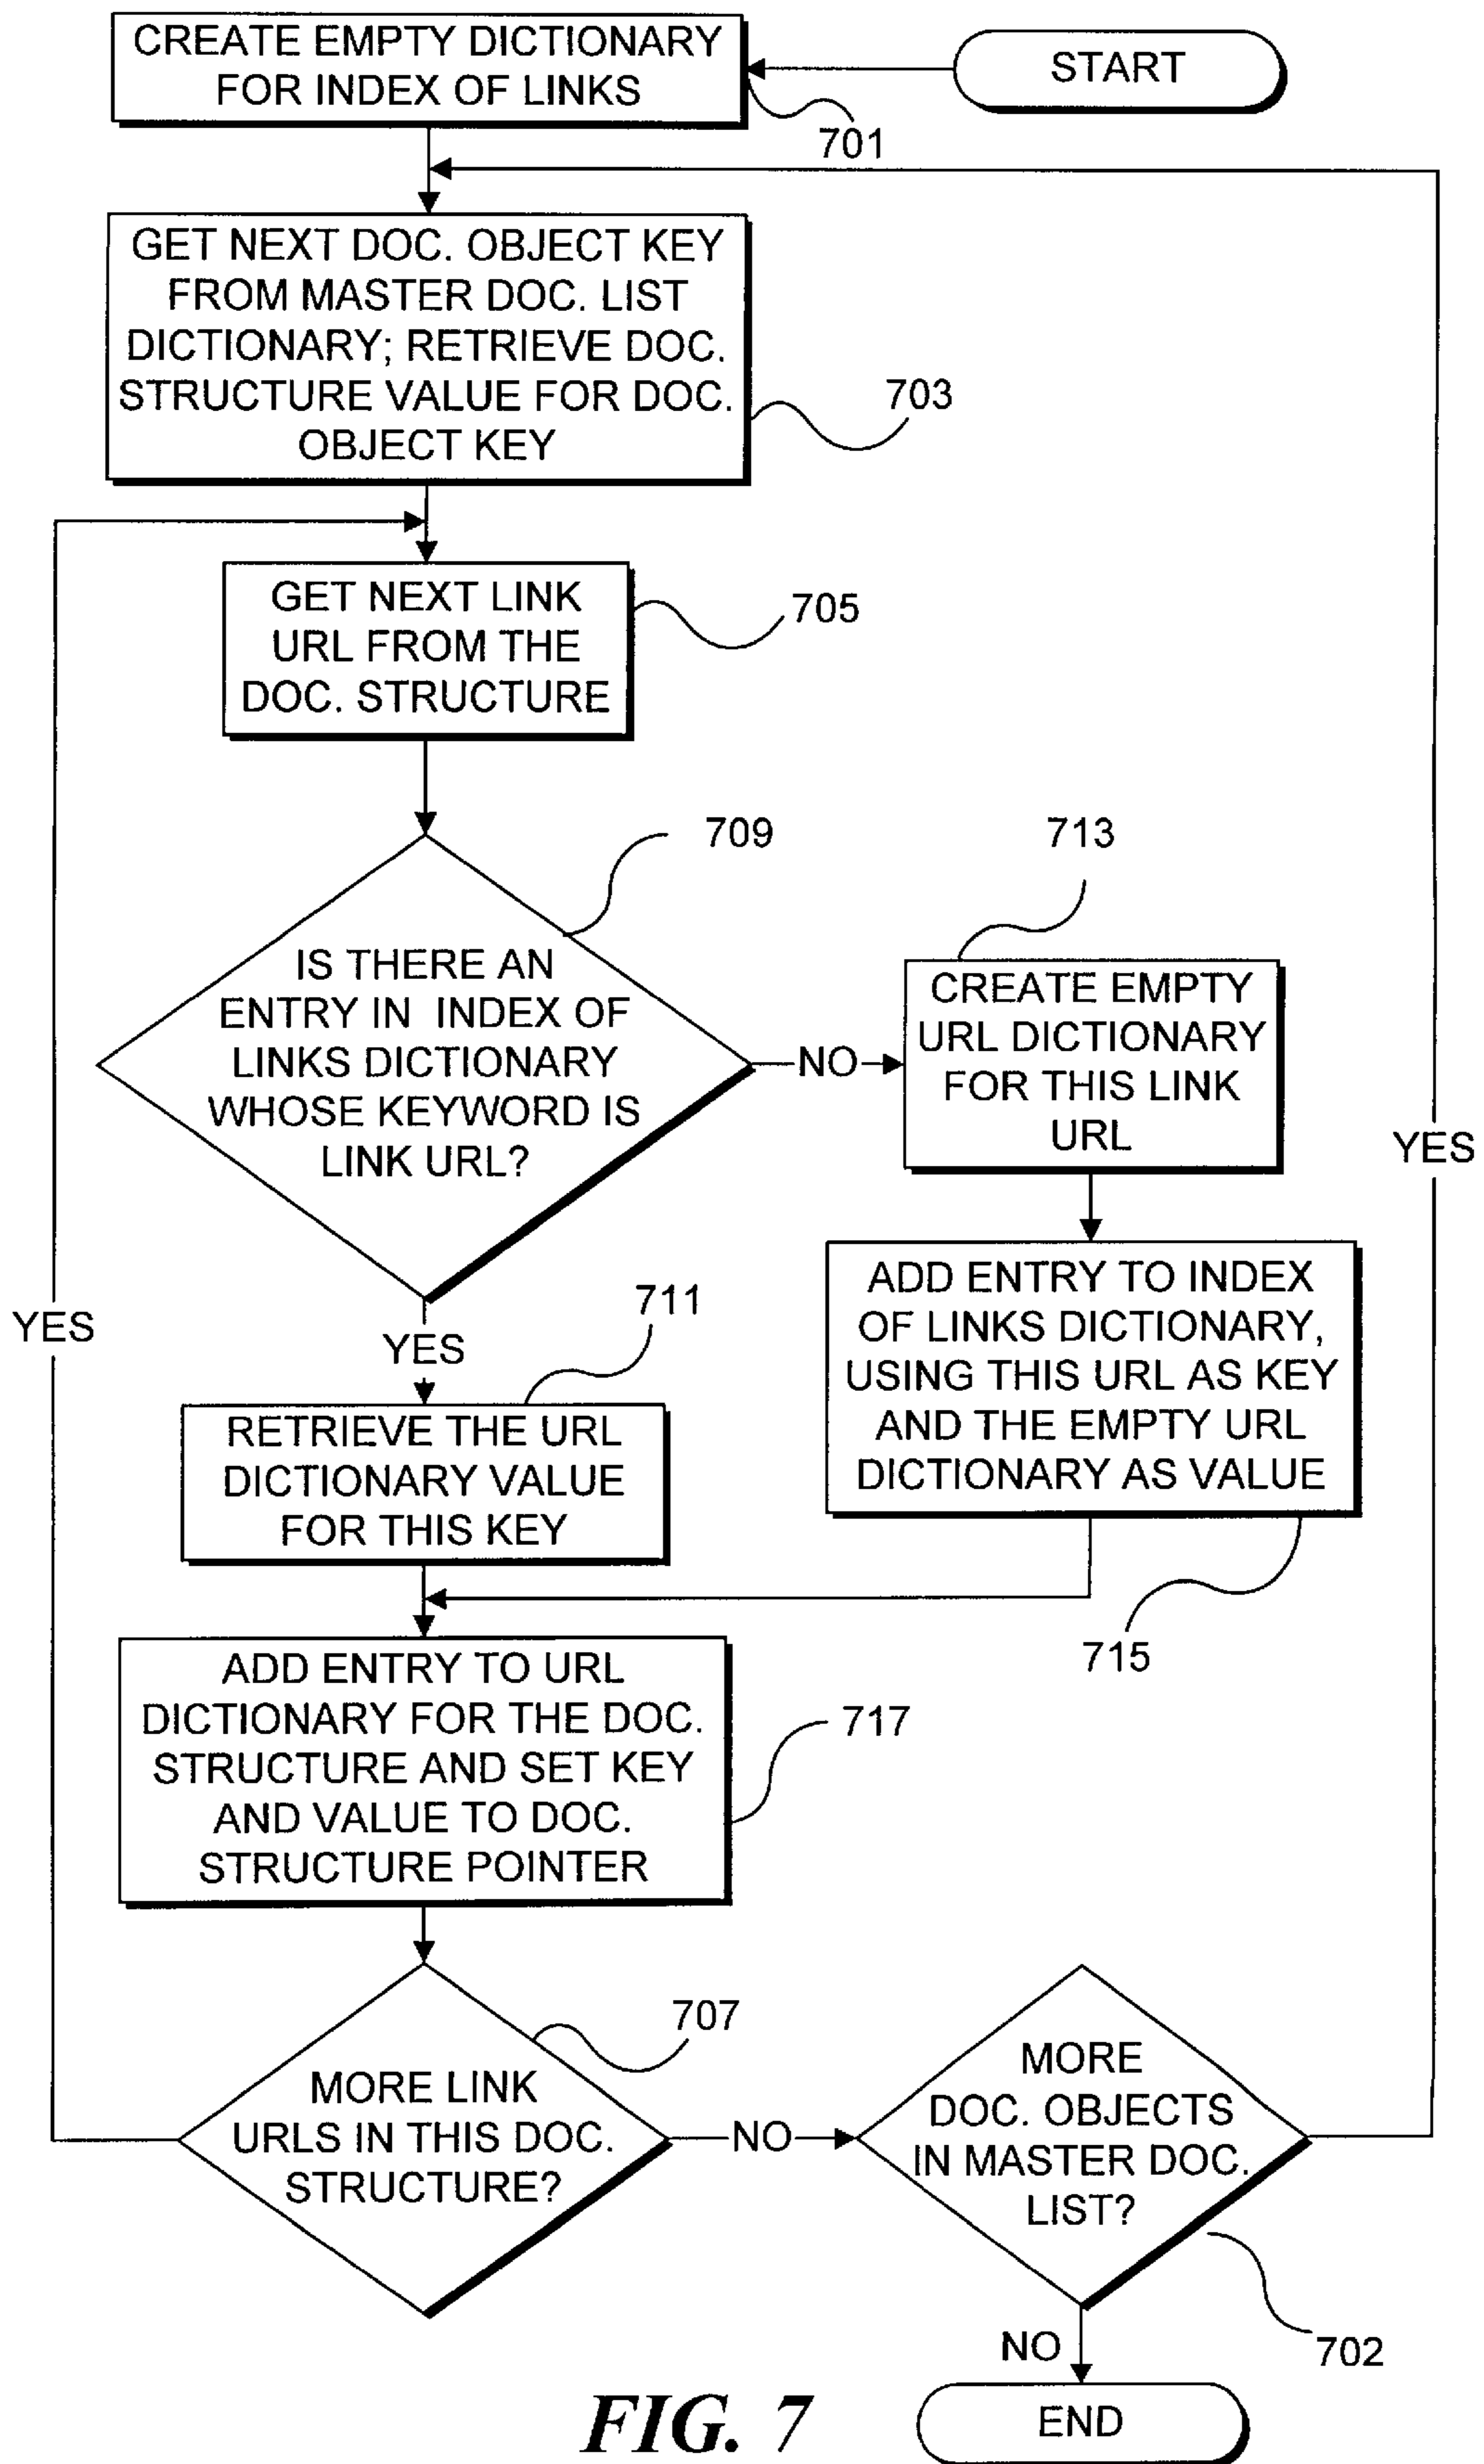 CREATE EMPTY DICTIONARY
FOR INDEX OF LINKS
START
701
GET NEXT DOC. OBJECT KEY
FROM MASTER DOC. LIST
DICTIONARY; RETRIEVE DOC.
STRUCTURE VALUE FOR DOC.
OBJECT KEY
703
GET NEXT LINK
URL FROM THE
DOC. STRUCTURE
705
709
IS THERE AN
ENTRY IN INDEX OF
LINKS DICTIONARY
WHOSE KEYWORD IS
LINK URL?
NO
713
CREATE EMPTY
URL DICTIONARY
FOR THIS LINK
URL
YES
ADD ENTRY TO INDEX
OF LINKS DICTIONARY,
USING THIS URL AS KEY
AND THE EMPTY URL
DICTIONARY AS VALUE
715
YES
YES
711
RETRIEVE THE URL
DICTIONARY VALUE
FOR THIS KEY
ADD ENTRY TO URL
DICTIONARY FOR THE DOC.
STRUCTURE AND SET KEY
AND VALUE TO DOC.
STRUCTURE POINTER
717
707
MORE LINK
URLS IN THIS DOC.
STRUCTURE?
NO
MORE
DOC. OBJECTS
IN MASTER DOC.
LIST?
702
NO
END
FIG. 7